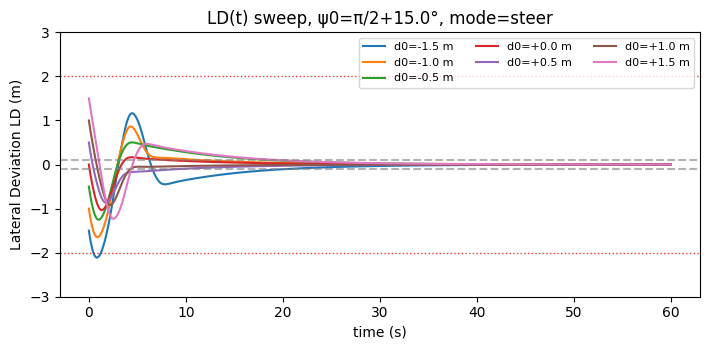 LD(t) sweep, ψ0=π/2+15.0°, mode=steer
Lateral Deviation LD (m)
3
2
1
0
−1
−2
−3
d0=-1.5 m
d0=-1.0 m
d0=-0.5 m
d0=+0.0 m
d0=+0.5 m
d0=+1.0 m
d0=+1.5 m
0 10 20 30 40 50 60
time (s)